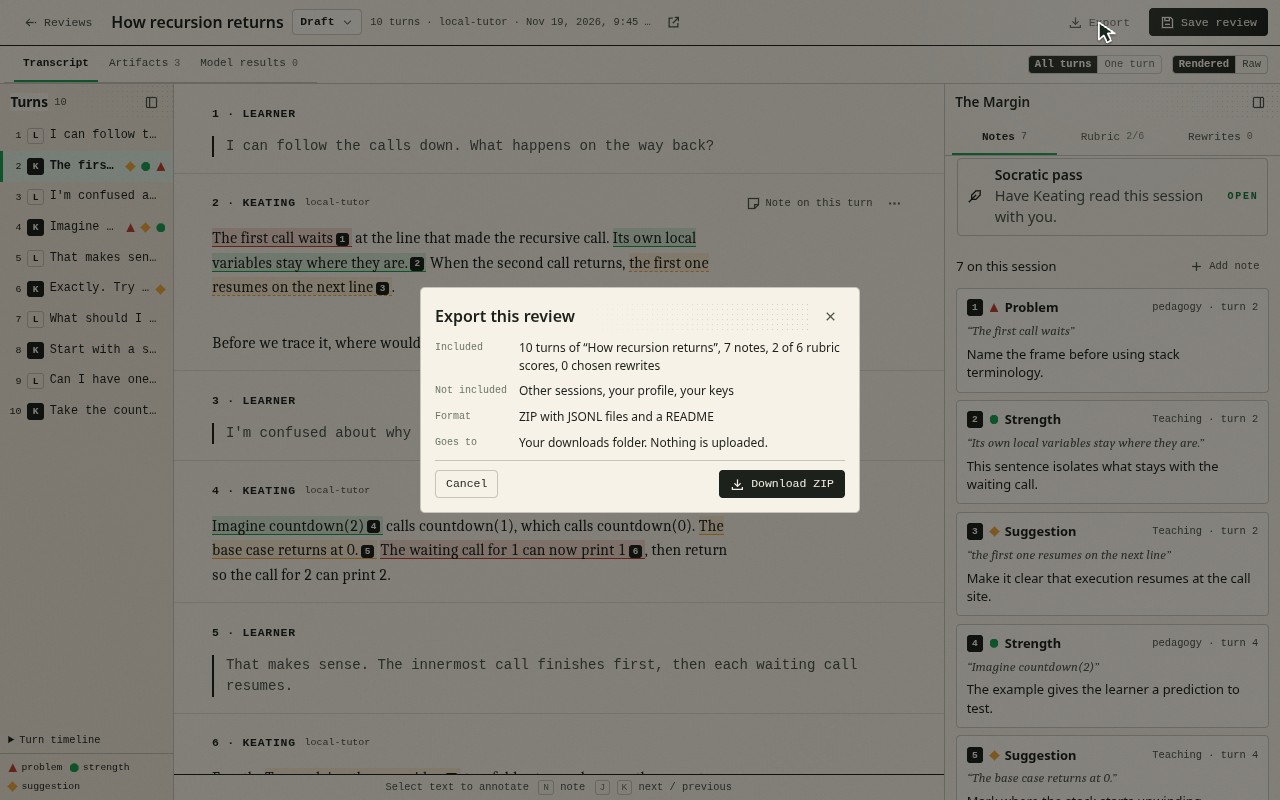 ← Reviews
How recursion returns
Draft
10 turns · local-tutor · Nov 19, 2026, 9:45 …
Export
Save review
Transcript
Artifacts 3
Model results 0
All turns
One turn
Rendered
Raw
Turns 10
1 L I can follow t…
2 K The firs…
3 L I'm confused a…
4 K Imagine …
5 L That makes sen…
6 K Exactly. Try …
7 L What should I …
8 K Start with a s…
9 L Can I have one…
10 K Take the count…
Turn timeline
problem strength
suggestion
1 · LEARNER
I can follow the calls down. What happens on the way back?
2 · KEATING local-tutor
Note on this turn
The first call waits 1 at the line that made the recursive call. Its own local
variables stay where they are. 2 When the second call returns, the first one
resumes on the next line 3.
Before we trace it, where would
3 · LEARNER
I'm confused about why
4 · KEATING local-tutor
Imagine countdown(2) 4 calls countdown(1), which calls countdown(0). The
base case returns at 0. 5 The waiting call for 1 can now print 1 6, then return
so the call for 2 can print 2.
5 · LEARNER
That makes sense. The innermost call finishes first, then each waiting call
resumes.
6 · KEATING local-tutor
Select text to annotate N note J K next / previous
Export this review
Included 10 turns of “How recursion returns”, 7 notes, 2 of 6 rubric
scores, 0 chosen rewrites
Not included Other sessions, your profile, your keys
Format ZIP with JSONL files and a README
Goes to Your downloads folder. Nothing is uploaded.
Cancel
Download ZIP
The Margin
Notes 7
Rubric 2/6
Rewrites 0
Socratic pass
Have Keating read this session
with you.
OPEN
7 on this session
Add note
1 Problem pedagogy · turn 2
“The first call waits”
Name the frame before using stack
terminology.
2 Strength Teaching · turn 2
“Its own local variables stay where they are.”
This sentence isolates what stays with the
waiting call.
3 Suggestion Teaching · turn 2
“the first one resumes on the next line”
Make it clear that execution resumes at the call
site.
4 Strength pedagogy · turn 4
“Imagine countdown(2)”
The example gives the learner a prediction to
test.
5 Suggestion Teaching · turn 4
“The base case returns at 0.”
Mark where the stack starts unwinding